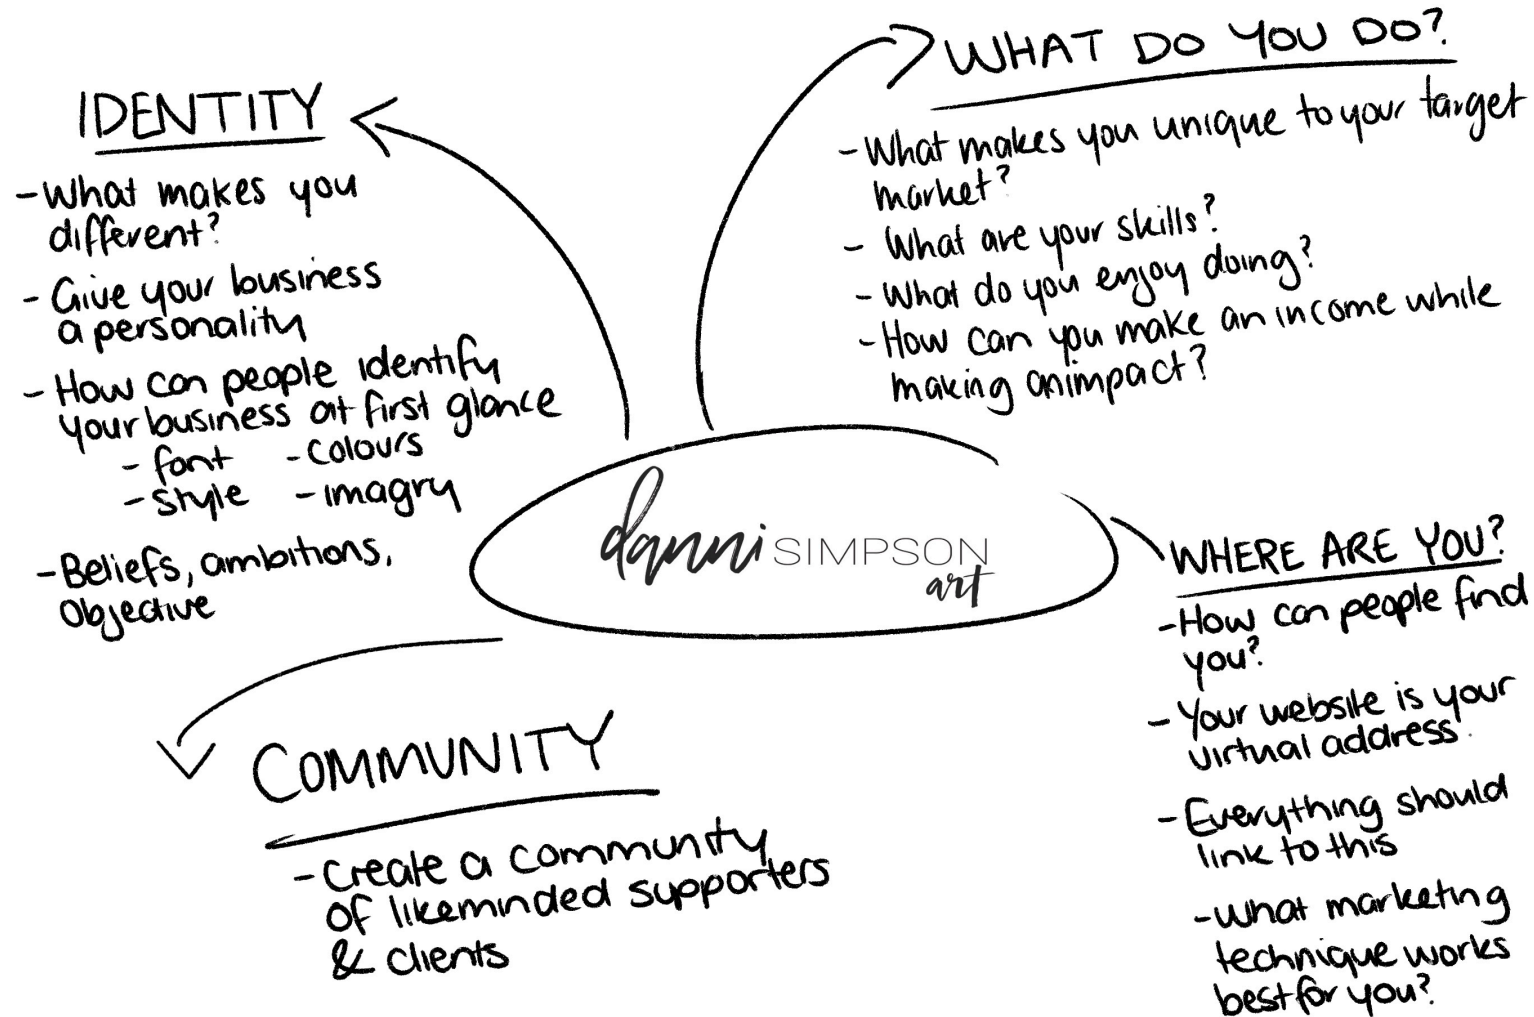 IDENTITY
-What makes you
different?
-Give your business
a personality
-How can people identify
your business at first glance
-font -colours
-style -imagry
-Beliefs, ambitions,
objective
WHAT DO YOU DO?
-What makes you unique to your target
market?
- What are your skills?
-What do you enjoy doing?
-How can you make an income while
making an impact?
danni SIMPSON
art
WHERE ARE YOU?
-How can people find
you?
-Your website is your
virtual address.
-Everything should
link to this
-What marketing
technique works
best for you?
COMMUNITY
-Create a community
of likeminded supporters
& clients